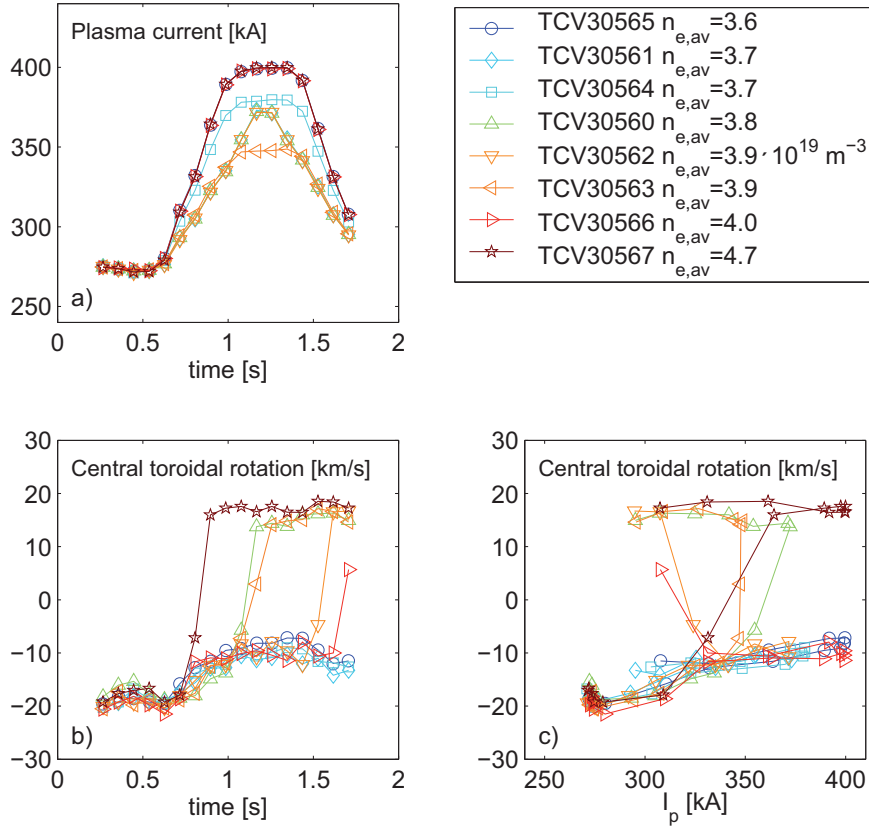 Plasma current [kA]
400
350
300
250
a)
0
0.5
1
1.5
2
time [s]
TCV30565 n_e,av=3.6
TCV30561 n_e,av=3.7
TCV30564 n_e,av=3.7
TCV30560 n_e,av=3.8
TCV30562 n_e,av=3.9·10^19 m^−3
TCV30563 n_e,av=3.9
TCV30566 n_e,av=4.0
TCV30567 n_e,av=4.7
30
20
10
0
−10
−20
−30
Central toroidal rotation [km/s]
b)
0
0.5
1
1.5
2
time [s]
30
20
10
0
−10
−20
−30
Central toroidal rotation [km/s]
c)
250
300
350
400
I_p [kA]